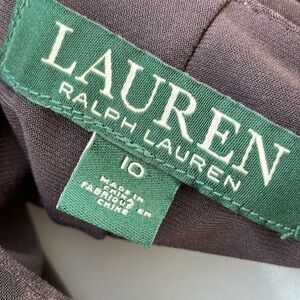 LAUREN
RALPH LAUREN
10
MADE IN
CHINA
FABRIQUÉ EN
CHINE